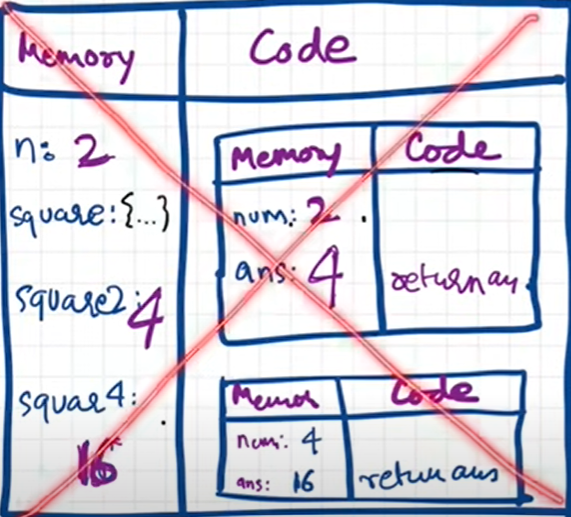 Memory Code
n: 2
square: {...}
square2: 4
square4:
16
Memory Code
num: 2
ans: 4
return an
Memor Code
num: 4
ans: 16
return ans